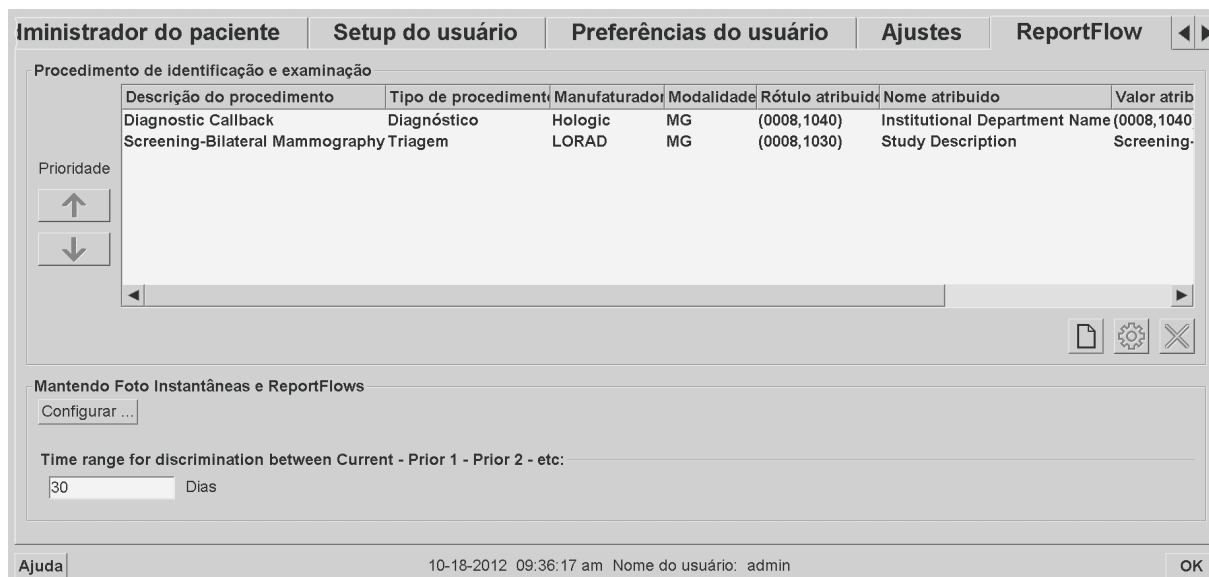 dministrador do paciente Setup do usuário Preferências do usuário Ajustes ReportFlow
Procedimento de identificação e examinação
Descrição do procedimento Tipo de procedimento Manufaturador Modalidade Rótulo atribuido Nome atribuido Valor atrib
Diagnostic Callback Diagnóstico Hologic MG (0008,1040) Institutional Department Name (0008,1040
Screening-Bilateral Mammography Triagem LORAD MG (0008,1030) Study Description Screening-
Prioridade
Mantendo Foto Instantâneas e ReportFlows
Configurar ...
Time range for discrimination between Current - Prior 1 - Prior 2 - etc:
30 Dias
Ajuda 10-18-2012 09:36:17 am Nome do usuário: admin OK